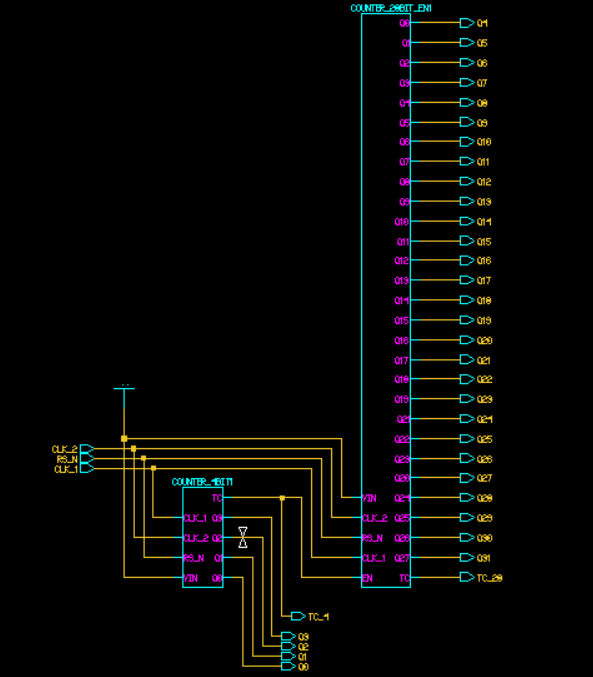 COUNTER_28BIT_EN1
Q0 Q4
Q1 Q5
Q2 Q6
Q3 Q7
Q4 Q8
Q5 Q9
Q6 Q10
Q7 Q11
Q8 Q12
Q9 Q13
Q10 Q14
Q11 Q15
Q12 Q16
Q13 Q17
Q14 Q18
Q15 Q19
Q16 Q20
Q17 Q21
Q18 Q22
Q19 Q23
Q21 Q24
Q22 Q25
CLK_2
RS_N Q23 Q26
CLK_1
Q20 Q27
COUNTER_4BIT1
TC VIN Q24 Q28
CLK_1 Q3 CLK_2 Q25 Q29
CLK_2 Q2 RS_N Q26 Q30
RS_N Q1 CLK_1 Q27 Q31
VIN Q0 EN TC TC_28
TC_4
Q3
Q2
Q1
Q0